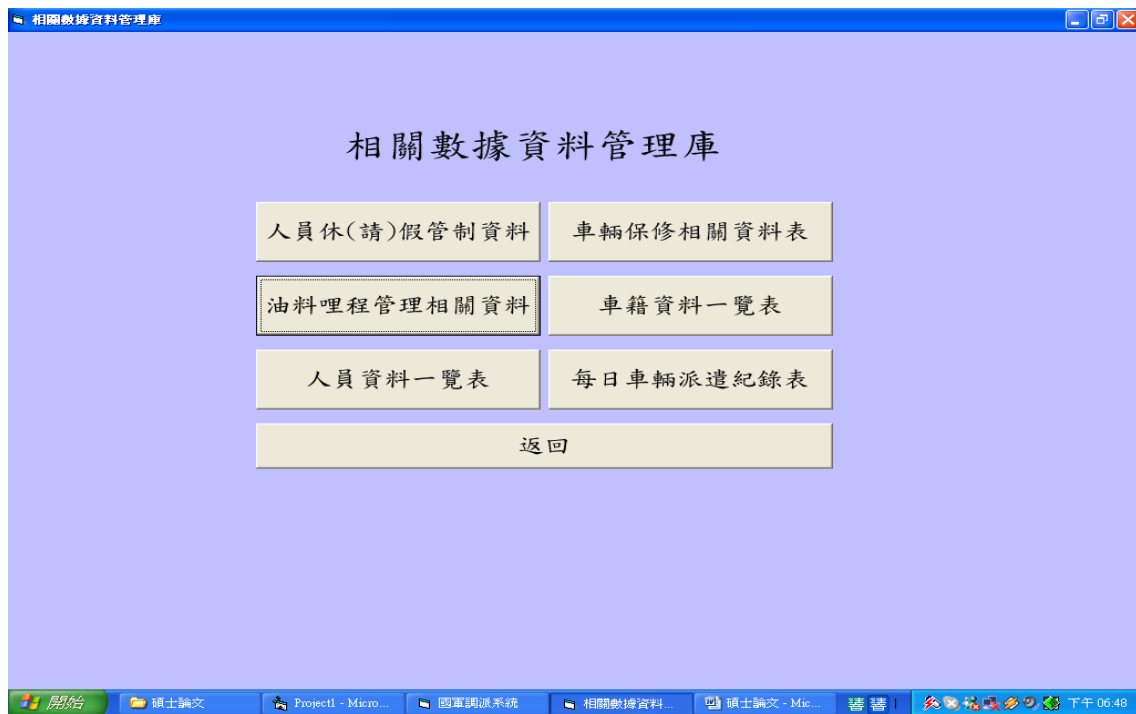 相關數據資料管理庫
相關數據資料管理庫
人員休(請)假管制資料 車輛保修相關資料表
油料哩程管理相關資料 車籍資料一覽表
人員資料一覽表 每日車輛派遣紀錄表
返回
開始 碩士論文 Project1 - Micro... 國軍調派系統 相關數據資料... 碩士論文 - Mic... 下午 06:48